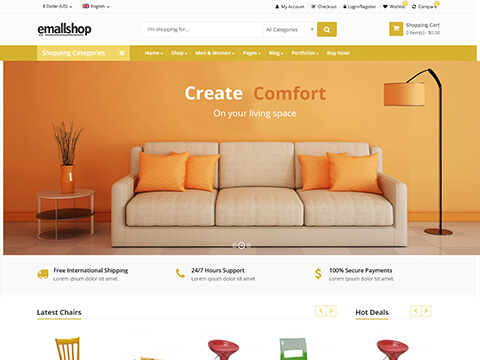 $ Dollar (US) English My Account Checkout Login/Register Wishlist 0 Compare 0
emallshop
I'm shopping for... All Categories
Shopping Cart
0 item(s) - $0.00
Shopping Categories Home Shop Men & Women Pages Blog Portfolios Buy Now!
Create Comfort
On your living space
Free International Shipping
Lorem ipsum dolor sit amet.
24/7 Hours Support
Lorem ipsum dolor sit amet.
100% Secure Payments
Lorem ipsum dolor sit amet.
Latest Chairs
Hot Deals